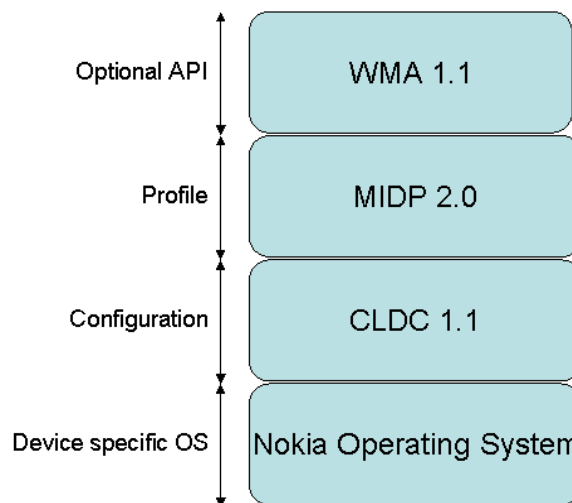 Optional API
WMA 1.1
Profile
MIDP 2.0
Configuration
CLDC 1.1
Device specific OS
Nokia Operating System